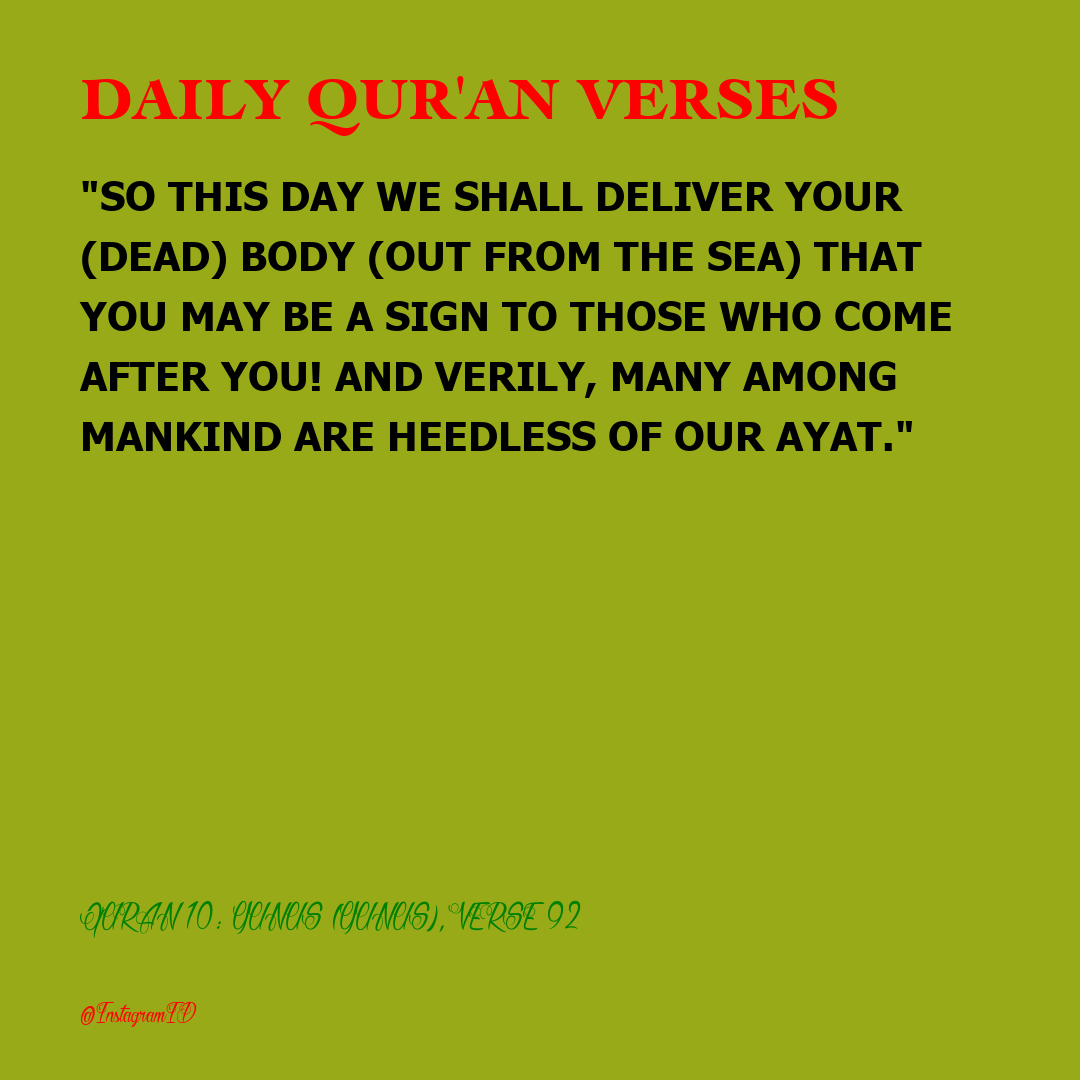 DAILY QUR'AN VERSES
"SO THIS DAY WE SHALL DELIVER YOUR
(DEAD) BODY (OUT FROM THE SEA) THAT
YOU MAY BE A SIGN TO THOSE WHO COME
AFTER YOU! AND VERILY, MANY AMONG
MANKIND ARE HEEDLESS OF OUR AYAT."
QURAN 10 : YUNUS (YUNUS), VERSE 92
@InstagramID